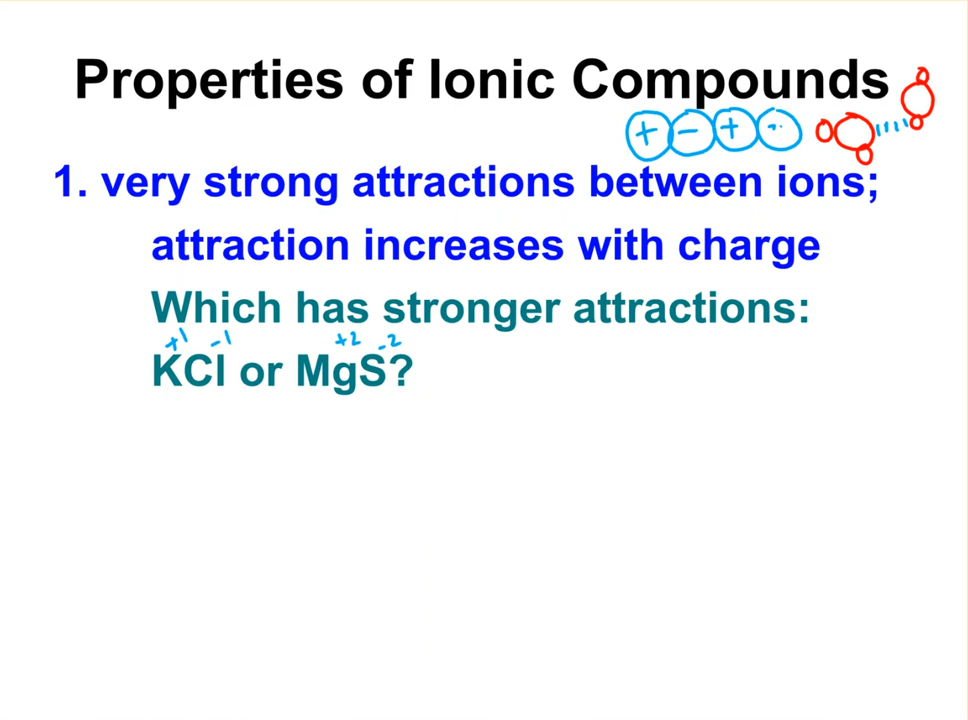 Properties of Ionic Compounds
+ - + -
1. very strong attractions between ions;
attraction increases with charge
Which has stronger attractions:
+1 -1 +2 -2
KCl or MgS?